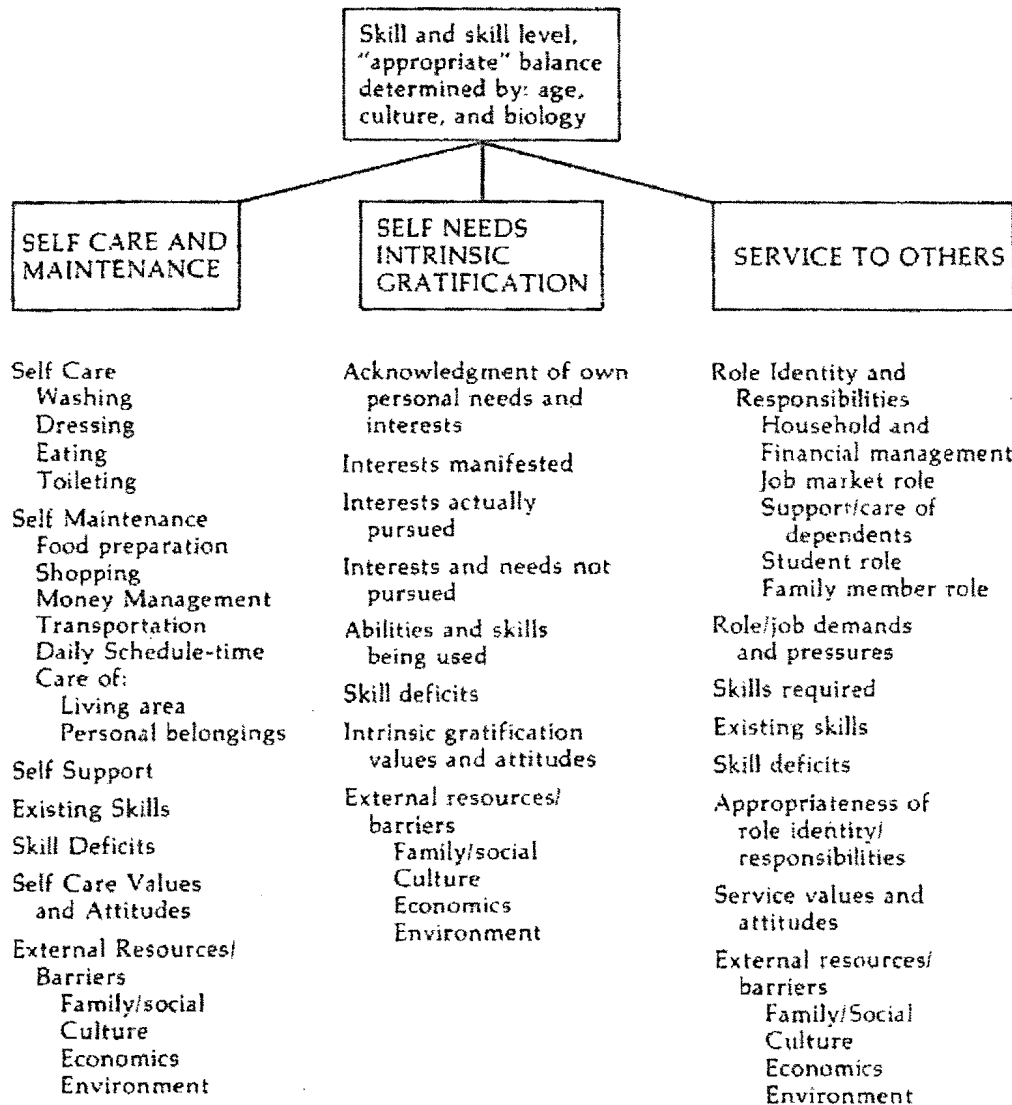 Skill and skill level,
"appropriate" balance
determined by: age,
culture, and biology
SELF CARE AND
MAINTENANCE
SELF NEEDS
INTRINSIC
GRATIFICATION
SERVICE TO OTHERS
Self Care
Washing
Dressing
Eating
Toileting
Self Maintenance
Food preparation
Shopping
Money Management
Transportation
Daily Schedule-time
Care of:
Living area
Personal belongings
Self Support
Existing Skills
Skill Deficits
Self Care Values
and Attitudes
External Resources/
Barriers
Family/social
Culture
Economics
Environment
Acknowledgment of own
personal needs and
interests
Interests manifested
Interests actually
pursued
Interests and needs not
pursued
Abilities and skills
being used
Skill deficits
Intrinsic gratification
values and attitudes
External resources/
barriers
Family/social
Culture
Economics
Environment
Role Identity and
Responsibilities
Household and
Financial management
Job market role
Support/care of
dependents
Student role
Family member role
Role/job demands
and pressures
Skills required
Existing skills
Skill deficits
Appropriateness of
role identity/
responsibilities
Service values and
attitudes
External resources/
barriers
Family/Social
Culture
Economics
Environment